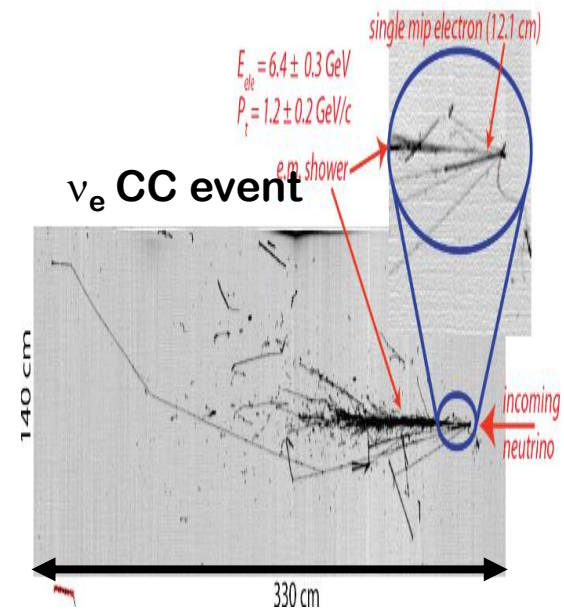 single mip electron (12.1 cm)
E_ele = 6.4 ± 0.3 GeV
P_t = 1.2 ± 0.2 GeV/c
e.m. shower
ν_e CC event
140 cm
incoming
neutrino
330 cm